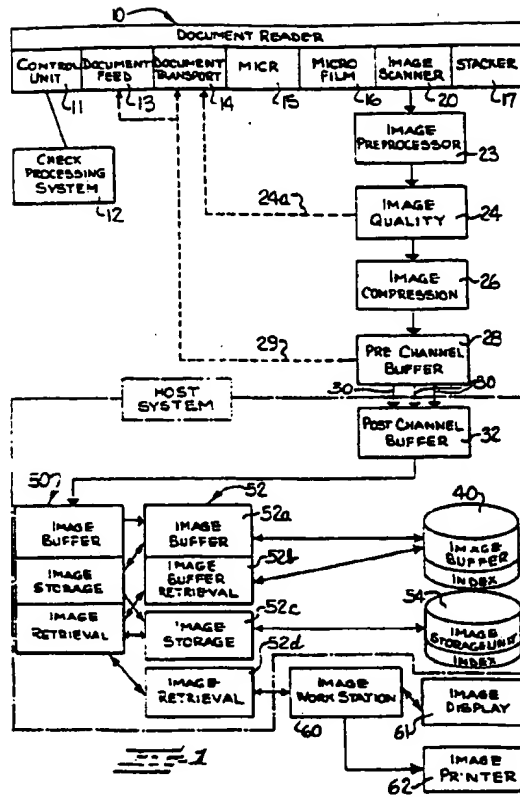 10
DOCUMENT READER
CONTROL UNIT
DOCUMENT FEED
DOCUMENT TRANSPORT
MICR
MICRO FILM
IMAGE SCANNER
STACKER
11
13
14
15
16
20
17
CHECK PROCESSING SYSTEM
12
IMAGE PREPROCESSOR
23
24a
IMAGE QUALITY
24
IMAGE COMPRESSION
26
29
PRE CHANNEL BUFFER
28
30
30
HOST SYSTEM
POST CHANNEL BUFFER
32
50
52
40
IMAGE BUFFER
IMAGE STORAGE
IMAGE RETRIEVAL
IMAGE BUFFER
52a
IMAGE BUFFER RETRIEVAL
52b
IMAGE STORAGE
52c
IMAGE RETRIEVAL
52d
IMAGE BUFFER
INDEX
54
IMAGE STORAGE UNIT
INDEX
IMAGE WORK STATION
60
IMAGE DISPLAY
61
IMAGE PRINTER
62
1